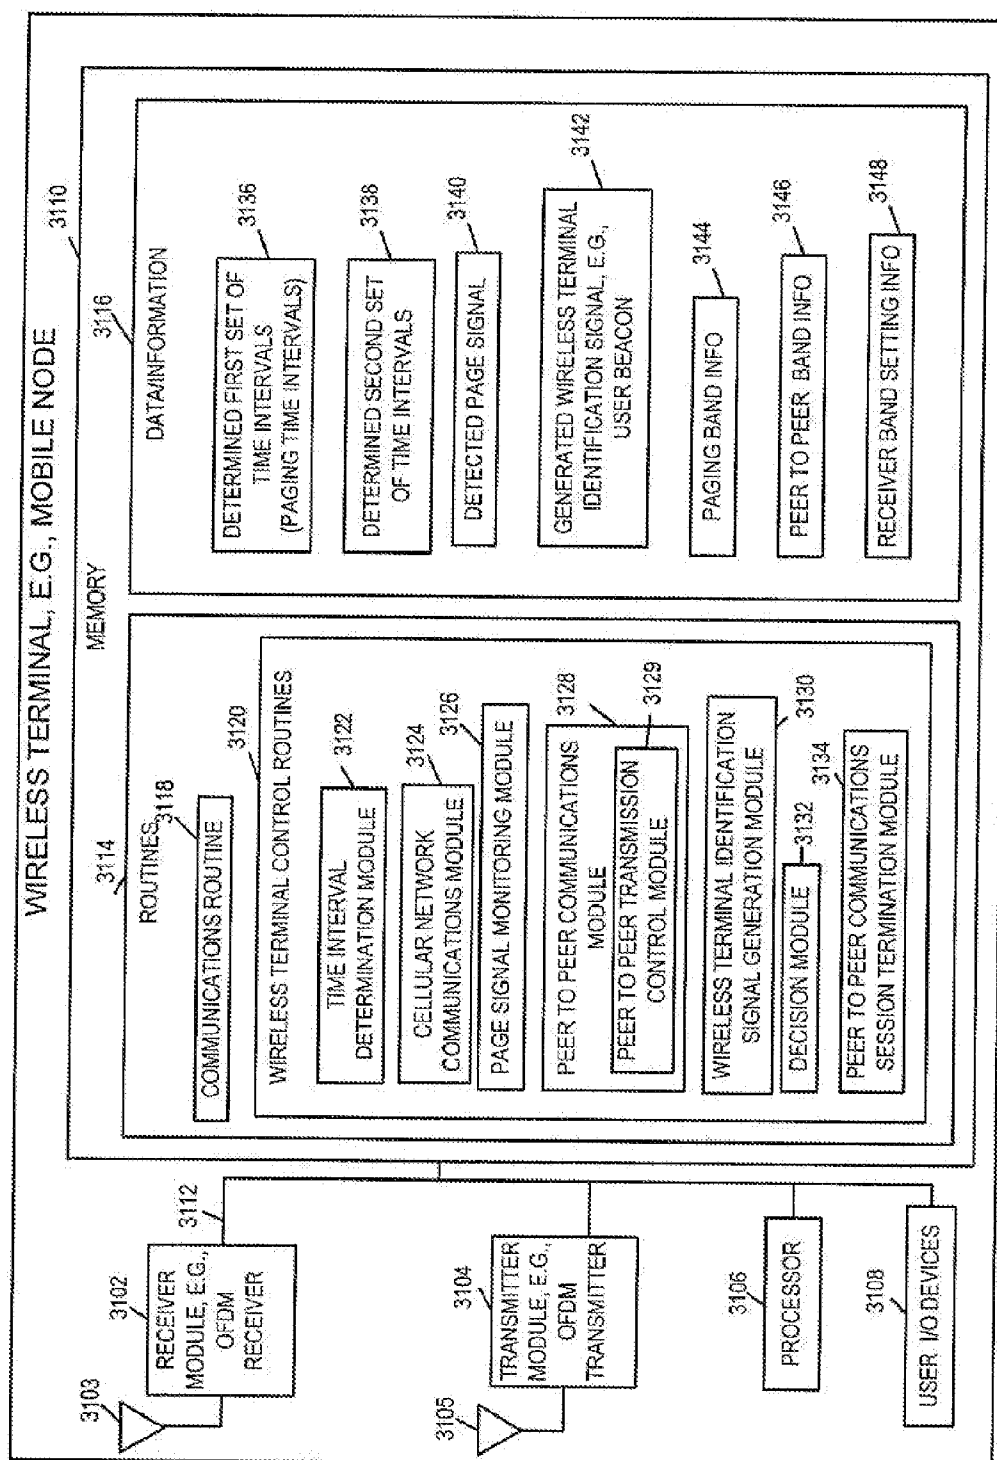 WIRELESS TERMINAL, E.G., MOBILE NODE
3110
MEMORY
3114
ROUTINES
3118
COMMUNICATIONS ROUTINE
3120
WIRELESS TERMINAL CONTROL ROUTINES
3122
TIME INTERVAL
DETERMINATION MODULE
3124
CELLULAR NETWORK
COMMUNICATIONS MODULE
3126
PAGE SIGNAL MONITORING MODULE
3128
PEER TO PEER COMMUNICATIONS
MODULE
3129
PEER TO PEER TRANSMISSION
CONTROL MODULE
3130
WIRELESS TERMINAL IDENTIFICATION
SIGNAL GENERATION MODULE
3132
DECISION MODULE
3134
PEER TO PEER COMMUNICATIONS
SESSION TERMINATION MODULE
3116
DATA/INFORMATION
3136
DETERMINED FIRST SET OF
TIME INTERVALS
(PAGING TIME INTERVALS)
3138
DETERMINED SECOND SET
OF TIME INTERVALS
3140
DETECTED PAGE SIGNAL
3142
GENERATED WIRELESS TERMINAL
IDENTIFICATION SIGNAL, E.G.,
USER BEACON
3144
PAGING BAND INFO
3146
PEER TO PEER BAND INFO
3148
RECEIVER BAND SETTING INFO
3103
3102
RECEIVER
MODULE, E.G.,
OFDM
RECEIVER
3112
3105
3104
TRANSMITTER
MODULE, E.G.,
OFDM
TRANSMITTER
3106
PROCESSOR
3108
USER I/O DEVICES